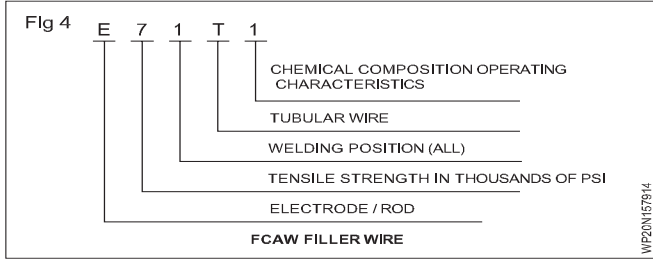 FIg 4
E 7 1 T 1
CHEMICAL COMPOSITION OPERATING
CHARACTERISTICS
TUBULAR WIRE
WELDING POSITION (ALL)
TENSILE STRENGTH IN THOUSANDS OF PSI
ELECTRODE / ROD
FCAW FILLER WIRE
WP20N157914